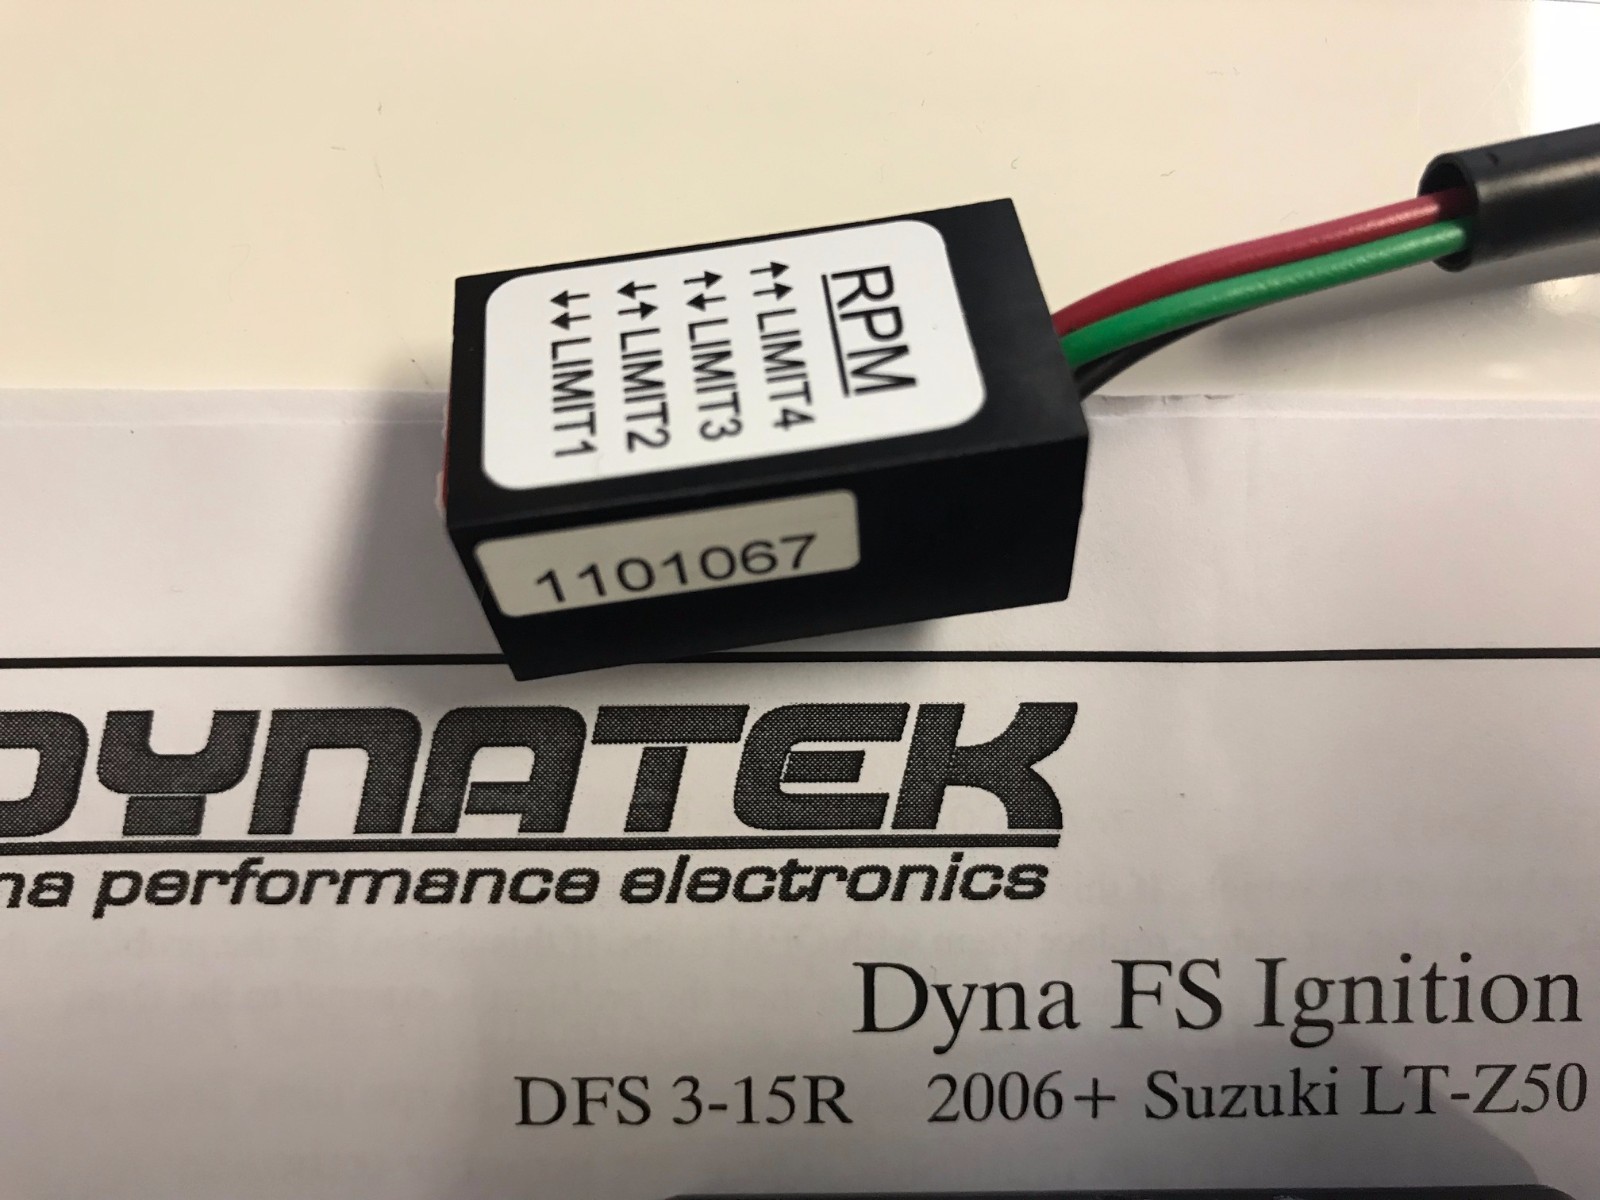 RPM
↑↑ LIMIT4
↑↓ LIMIT3
↓↑ LIMIT2
↓↓ LIMIT1
1101067
DYNATEK
na performance electronics
Dyna FS Ignition
DFS 3-15R 2006+ Suzuki LT-Z50